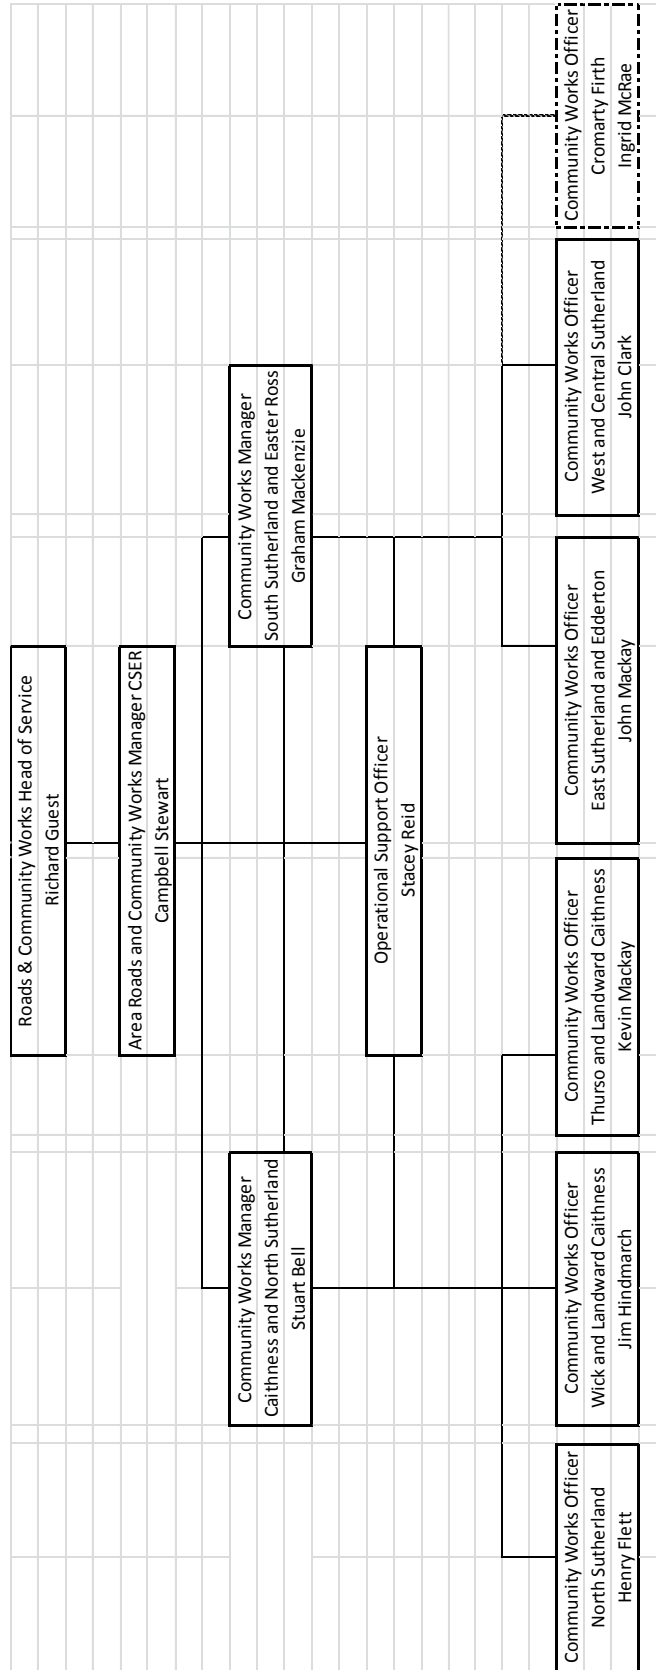 Roads & Community Works Head of Service
Richard Guest
Area Roads and Community Works Manager CSER
Campbell Stewart
Community Works Manager
Caithness and North Sutherland
Stuart Bell
Community Works Manager
South Sutherland and Easter Ross
Graham Mackenzie
Operational Support Officer
Stacey Reid
Community Works Officer
North Sutherland
Henry Flett
Community Works Officer
Wick and Landward Caithness
Jim Hindmarch
Community Works Officer
Thurso and Landward Caithness
Kevin Mackay
Community Works Officer
East Sutherland and Edderton
John Mackay
Community Works Officer
West and Central Sutherland
John Clark
Community Works Officer
Cromarty Firth
Ingrid McRae